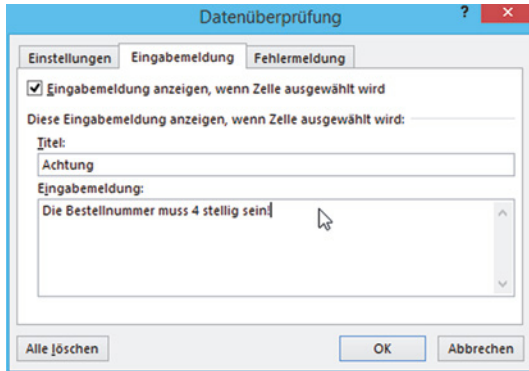 Datenüberprüfung ?
Einstellungen Eingabemeldung Fehlermeldung
Eingabemeldung anzeigen, wenn Zelle ausgewählt wird
Diese Eingabemeldung anzeigen, wenn Zelle ausgewählt wird:
Titel:
Achtung
Eingabemeldung:
Die Bestellnummer muss 4 stellig sein!
Alle löschen OK Abbrechen